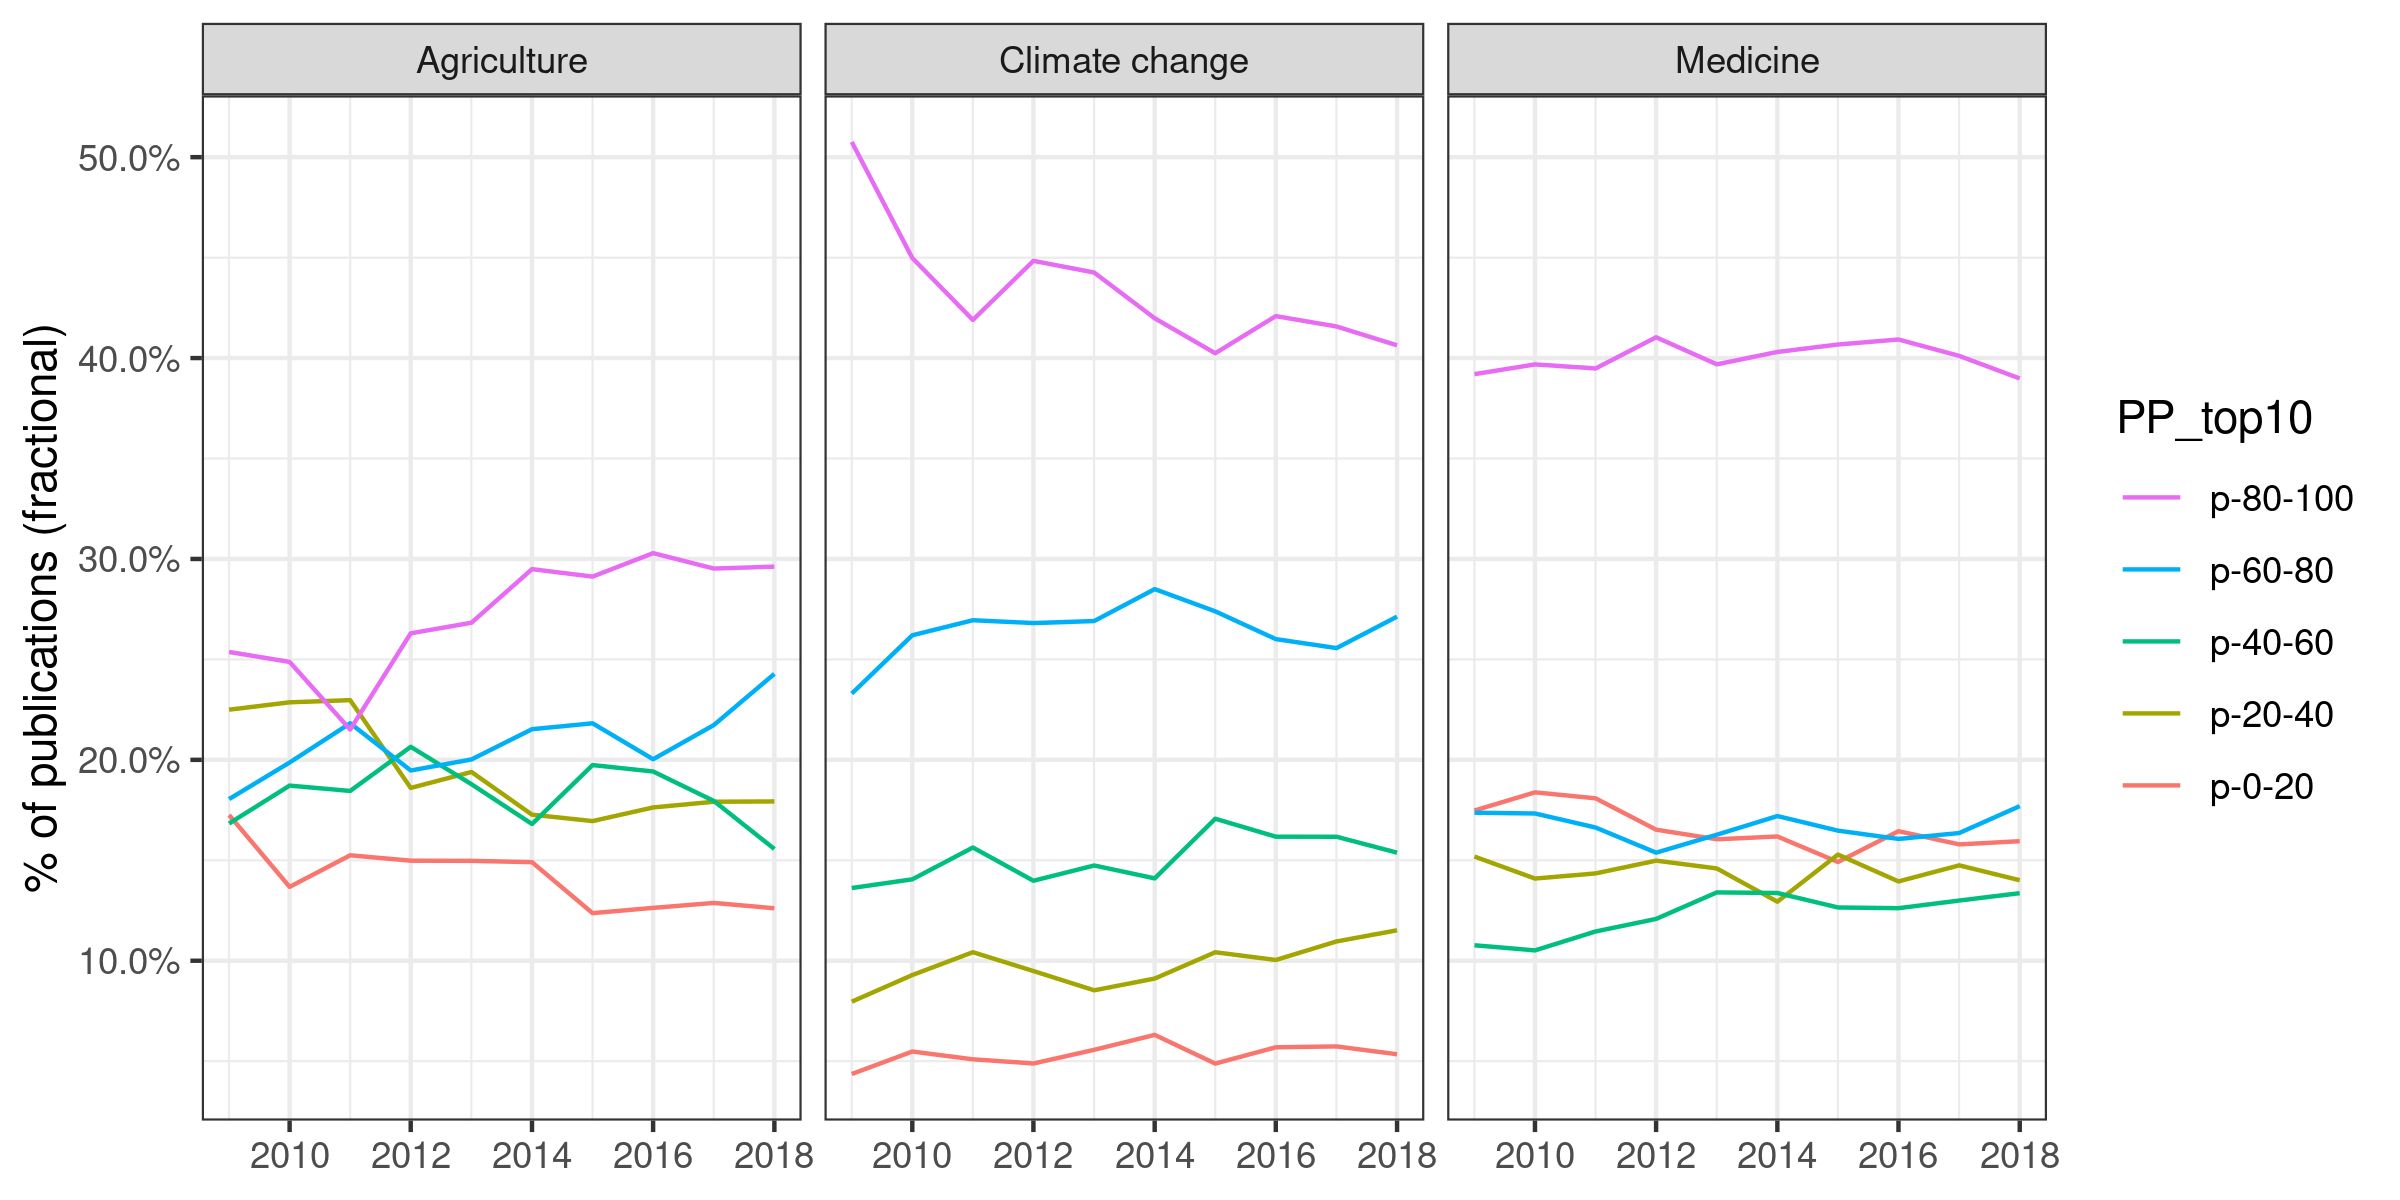 Agriculture
Climate change
Medicine
% of publications (fractional)
50.0%
40.0%
30.0%
20.0%
10.0%
2010 2012 2014 2016 2018
2010 2012 2014 2016 2018
2010 2012 2014 2016 2018
PP_top10
p-80-100
p-60-80
p-40-60
p-20-40
p-0-20